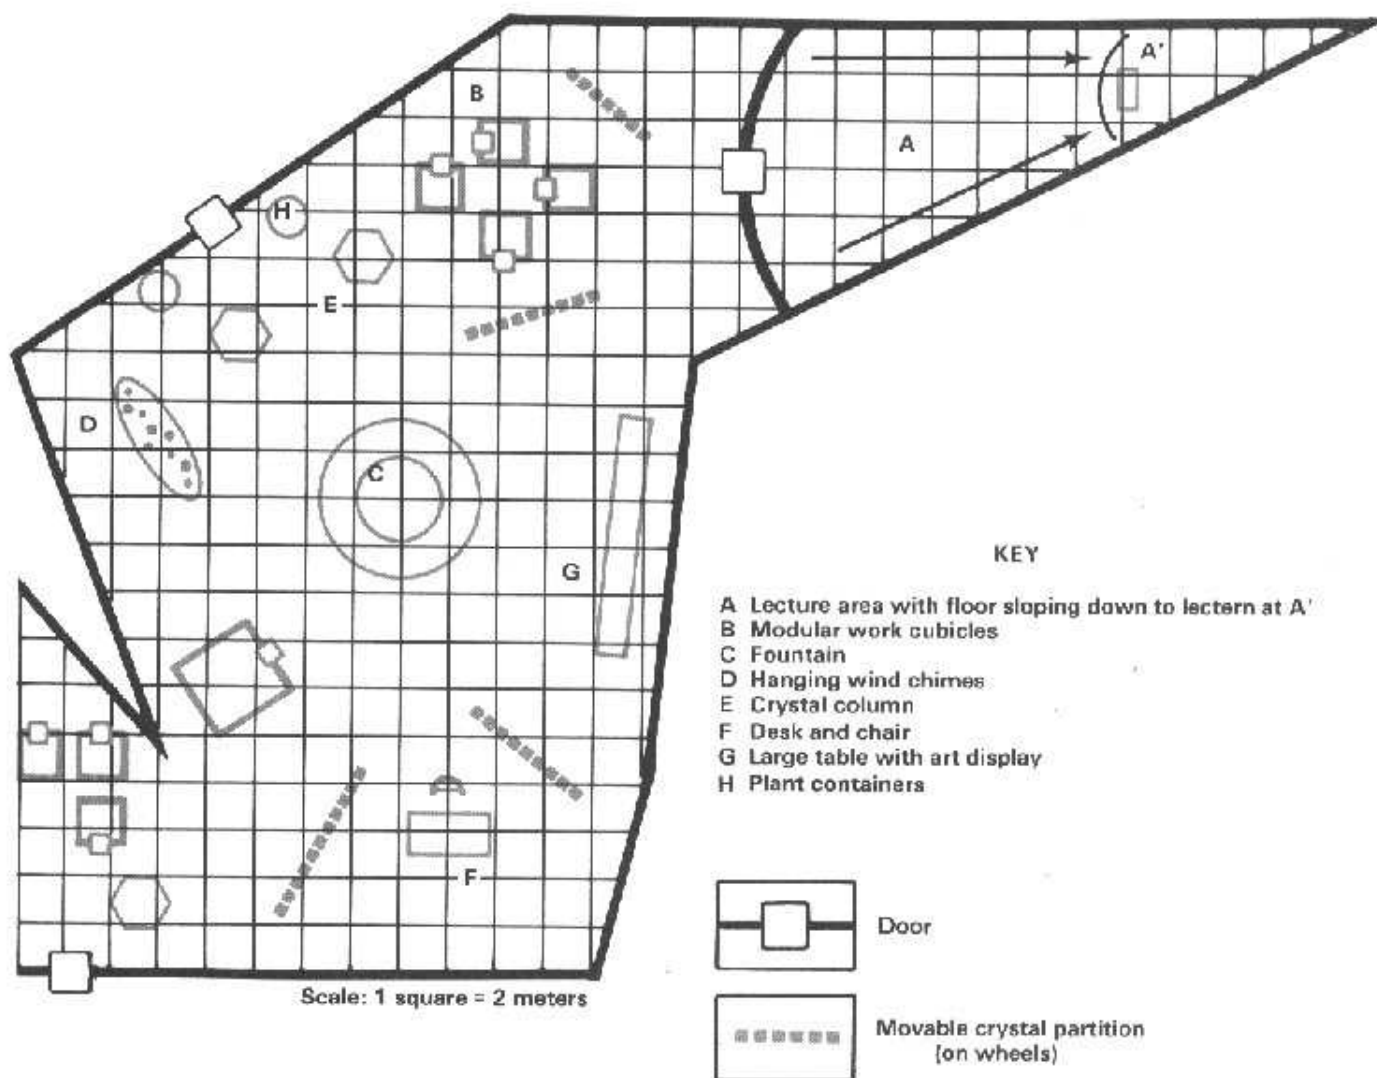 A'
B
A
H
E
D
C
G
F
Scale: 1 square = 2 meters
KEY
A Lecture area with floor sloping down to lectern at A'
B Modular work cubicles
C Fountain
D Hanging wind chimes
E Crystal column
F Desk and chair
G Large table with art display
H Plant containers
Door
Movable crystal partition
(on wheels)